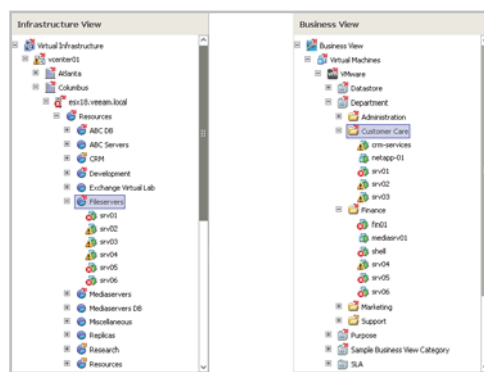 Infrastructure View
Virtual Infrastructure
vcenter01
Atlanta
Columbus
esx18.veeam.local
Resources
ABC DB
ABC Servers
CRM
Development
Exchange Virtual Lab
Fileservers
srv01
srv02
srv03
srv04
srv05
srv06
Mediaservers
Mediaservers DB
Miscellaneous
Replicas
Research
Resources
Business View
Business View
Virtual Machines
VMware
Datastore
Department
Administration
Customer Care
crm-services
netapp-01
srv01
srv02
srv03
Finance
fin01
mediasrv01
shell
srv04
srv05
srv06
Marketing
Support
Purpose
Sample Business View Category
SLA